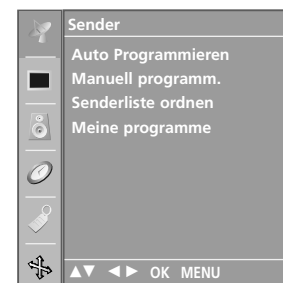 Sender
Auto Programmieren
Manuell programm.
Senderliste ordnen
Meine programme
▲▼ ◄► OK MENU